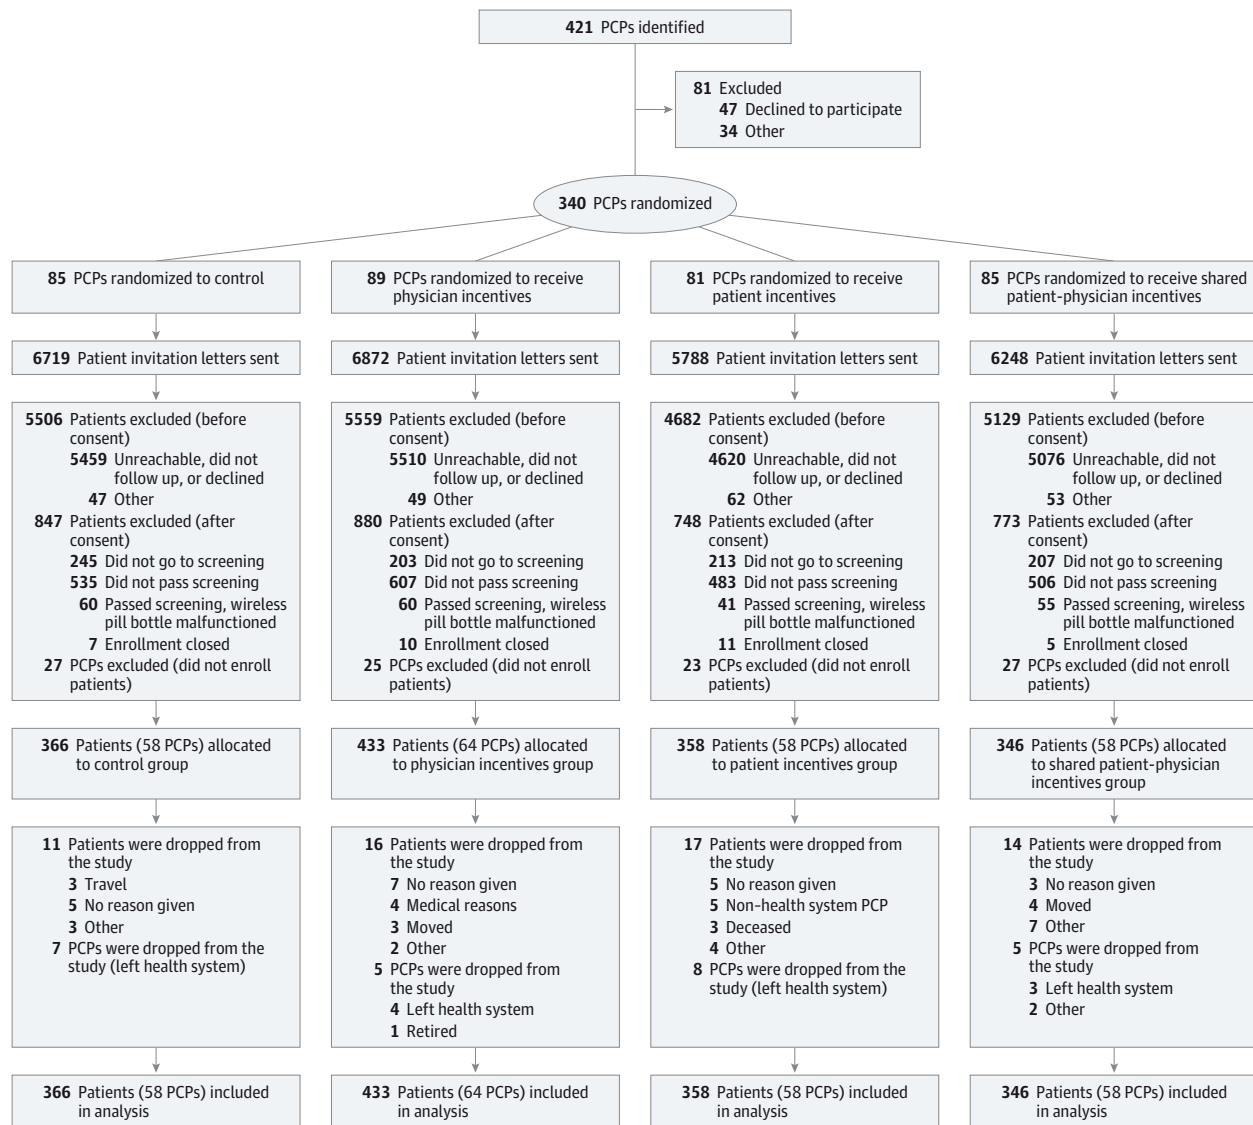 421 PCPs identified
81 Excluded
47 Declined to participate
34 Other
340 PCPs randomized
85 PCPs randomized to control
89 PCPs randomized to receive
physician incentives
81 PCPs randomized to receive
patient incentives
85 PCPs randomized to receive shared
patient-physician incentives
6719 Patient invitation letters sent
6872 Patient invitation letters sent
5788 Patient invitation letters sent
6248 Patient invitation letters sent
5506 Patients excluded (before
consent)
5459 Unreachable, did not
follow up, or declined
47 Other
847 Patients excluded (after
consent)
245 Did not go to screening
535 Did not pass screening
60 Passed screening, wireless
pill bottle malfunctioned
7 Enrollment closed
27 PCPs excluded (did not enroll
patients)
5559 Patients excluded (before
consent)
5510 Unreachable, did not
follow up, or declined
49 Other
880 Patients excluded (after
consent)
203 Did not go to screening
607 Did not pass screening
60 Passed screening, wireless
pill bottle malfunctioned
10 Enrollment closed
25 PCPs excluded (did not enroll
patients)
4682 Patients excluded (before
consent)
4620 Unreachable, did not
follow up, or declined
62 Other
748 Patients excluded (after
consent)
213 Did not go to screening
483 Did not pass screening
41 Passed screening, wireless
pill bottle malfunctioned
11 Enrollment closed
23 PCPs excluded (did not enroll
patients)
5129 Patients excluded (before
consent)
5076 Unreachable, did not
follow up, or declined
53 Other
773 Patients excluded (after
consent)
207 Did not go to screening
506 Did not pass screening
55 Passed screening, wireless
pill bottle malfunctioned
5 Enrollment closed
27 PCPs excluded (did not enroll
patients)
366 Patients (58 PCPs) allocated
to control group
433 Patients (64 PCPs) allocated
to physician incentives group
358 Patients (58 PCPs) allocated
to patient incentives group
346 Patients (58 PCPs) allocated
to shared patient-physician
incentives group
11 Patients were dropped from
the study
3 Travel
5 No reason given
3 Other
7 PCPs were dropped from the
study (left health system)
16 Patients were dropped from
the study
7 No reason given
4 Medical reasons
3 Moved
2 Other
5 PCPs were dropped from
the study
4 Left health system
1 Retired
17 Patients were dropped from
the study
5 No reason given
5 Non–health system PCP
3 Deceased
4 Other
8 PCPs were dropped from the
study (left health system)
14 Patients were dropped from
the study
3 No reason given
4 Moved
7 Other
5 PCPs were dropped from
the study
3 Left health system
2 Other
366 Patients (58 PCPs) included
in analysis
433 Patients (64 PCPs) included
in analysis
358 Patients (58 PCPs) included
in analysis
346 Patients (58 PCPs) included
in analysis